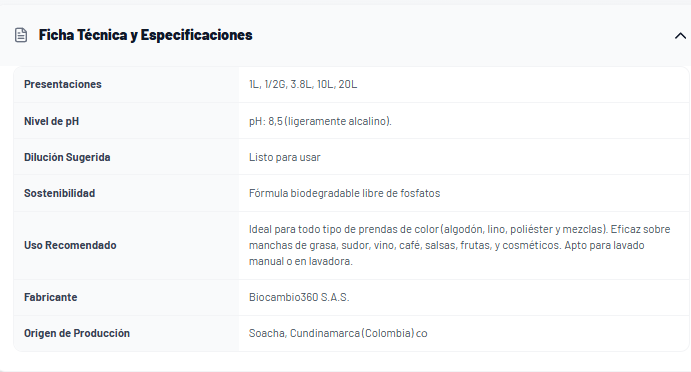 Ficha Técnica y Especificaciones
Presentaciones 1L, 1/2G, 3.8L, 10L, 20L
Nivel de pH pH: 8,5 (ligeramente alcalino).
Dilución Sugerida Listo para usar
Sostenibilidad Fórmula biodegradable libre de fosfatos
Uso Recomendado Ideal para todo tipo de prendas de color (algodón, lino, poliéster y mezclas). Eficaz sobre
manchas de grasa, sudor, vino, café, salsas, frutas, y cosméticos. Apto para lavado
manual o en lavadora.
Fabricante Biocambio360 S.A.S.
Origen de Producción Soacha, Cundinamarca (Colombia) co